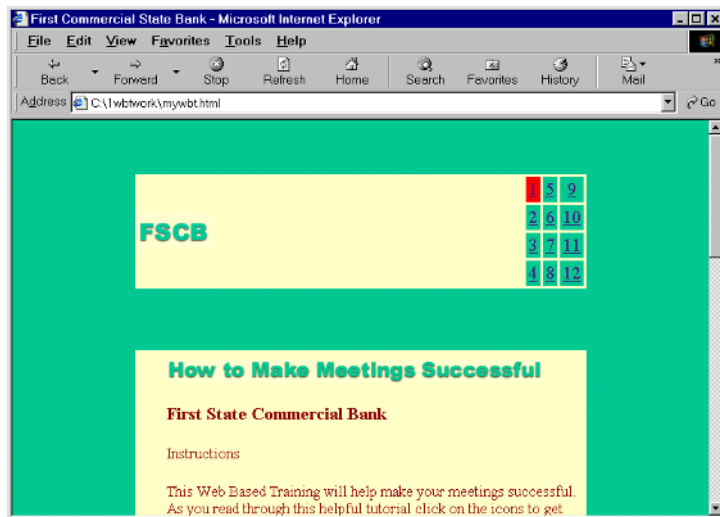 First Commercial State Bank - Microsoft Internet Explorer
File Edit View Favorites Tools Help
Back Forward Stop Refresh Home Search Favorites History Mail »
Address C:\1wbtwork\mywbt.html Go
1 5 9
FSCB
2 6 10
3 7 11
4 8 12
How to Make Meetings Successful
First State Commercial Bank
Instructions
This Web Based Training will help make your meetings successful.
As you read through this helpful tutorial click on the icons to get